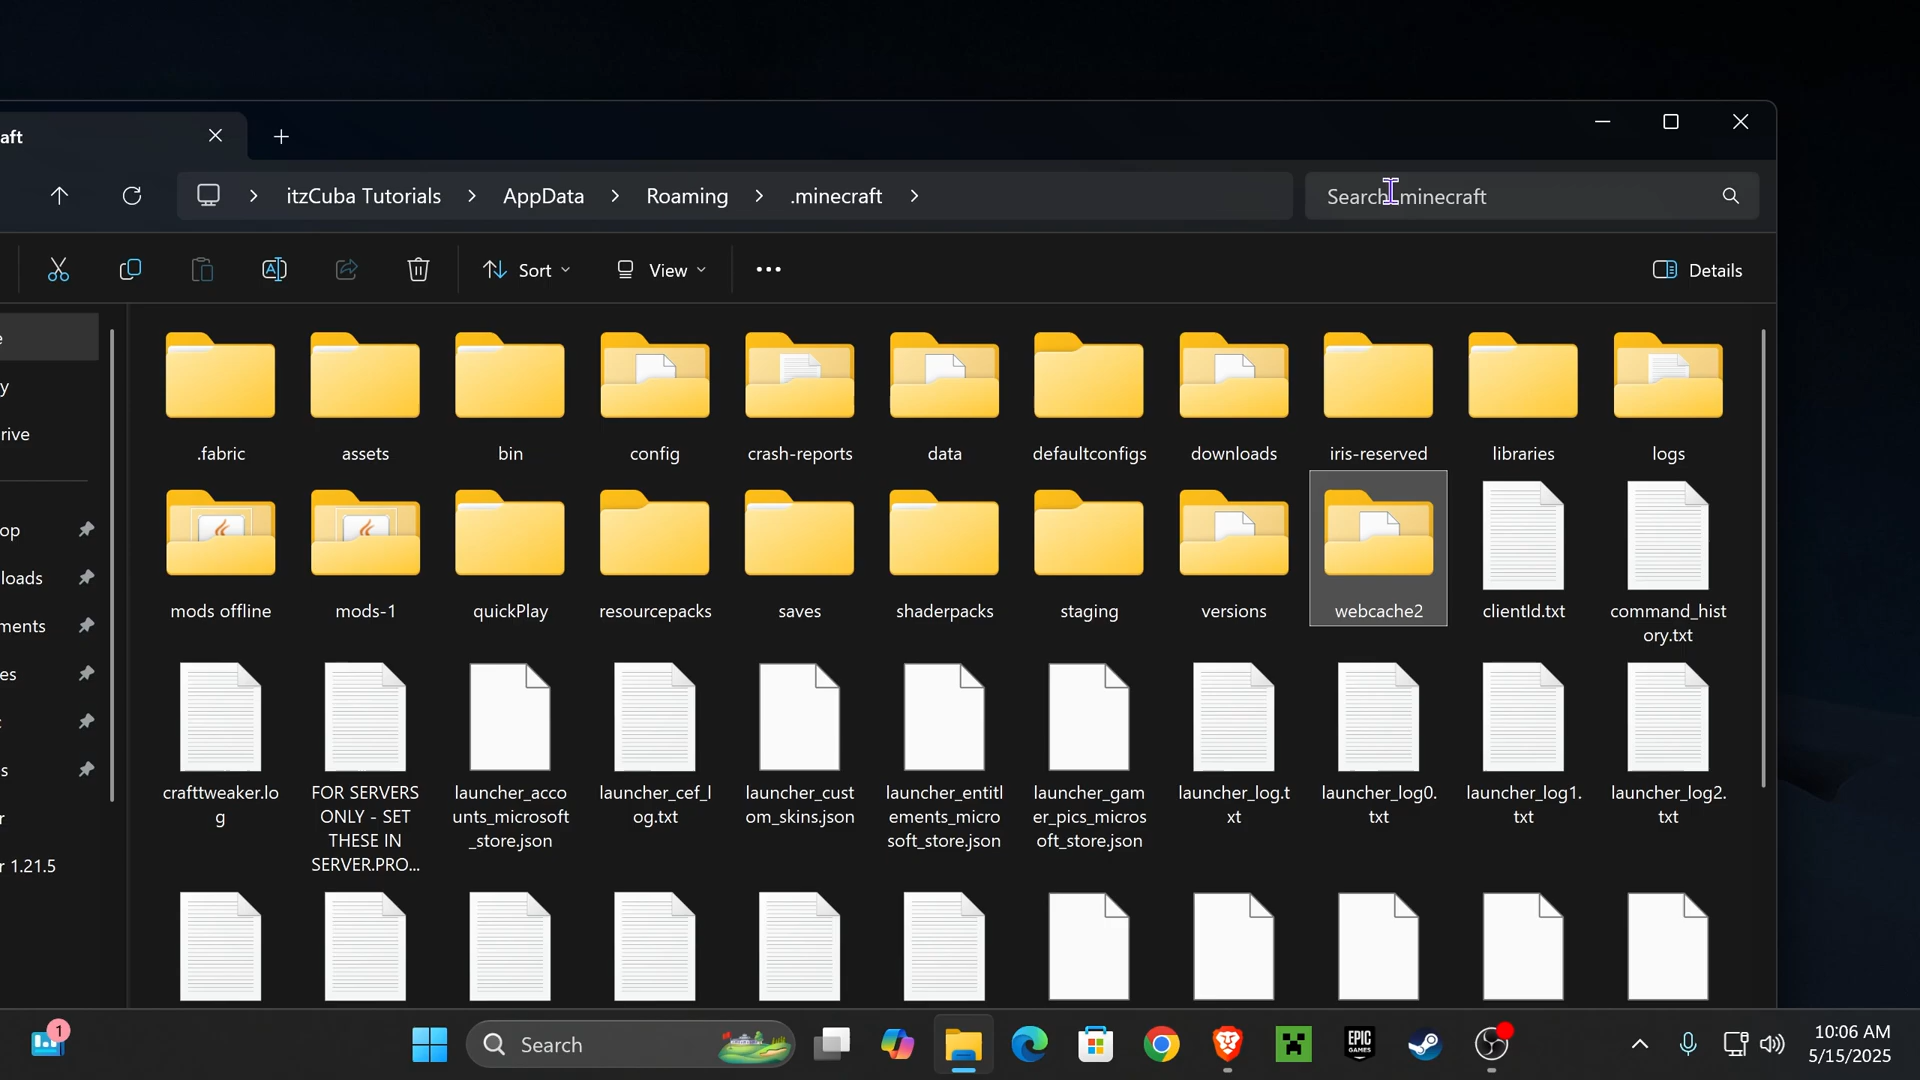 aft
itzCuba Tutorials
AppData
Roaming
.minecraft
Search .minecraft
Sort
View
Details
e
y
rive
op
loads
ments
es
c
s
r
r 1.21.5
.fabric
assets
bin
config
crash-reports
data
defaultconfigs
downloads
iris-reserved
libraries
logs
mods offline
mods-1
quickPlay
resourcepacks
saves
shaderpacks
staging
versions
webcache2
clientId.txt
command_hist
ory.txt
crafttweaker.lo
g
FOR SERVERS
ONLY - SET
THESE IN
SERVER.PRO...
launcher_acco
unts_microsoft
_store.json
launcher_cef_l
og.txt
launcher_cust
om_skins.json
launcher_entitl
ements_micro
soft_store.json
launcher_gam
er_pics_micros
oft_store.json
launcher_log.t
xt
launcher_log0.
txt
launcher_log1.
txt
launcher_log2.
txt
1
Search
EPIC
GAMES
10:06 AM
5/15/2025